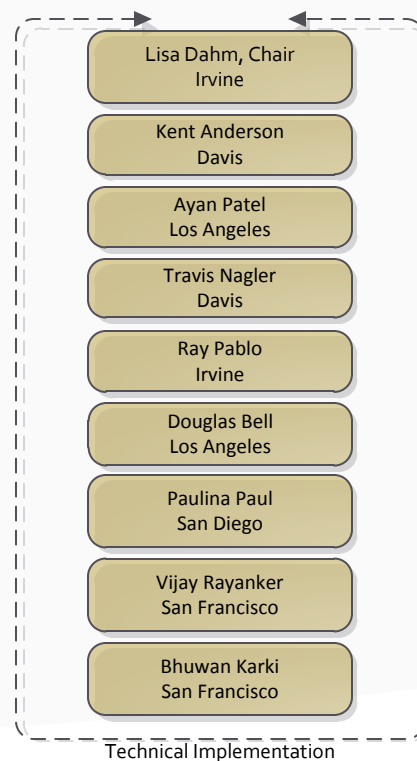 Lisa Dahm, Chair
Irvine
Kent Anderson
Davis
Ayan Patel
Los Angeles
Travis Nagler
Davis
Ray Pablo
Irvine
Douglas Bell
Los Angeles
Paulina Paul
San Diego
Vijay Rayanker
San Francisco
Bhuwan Karki
San Francisco
Technical Implementation